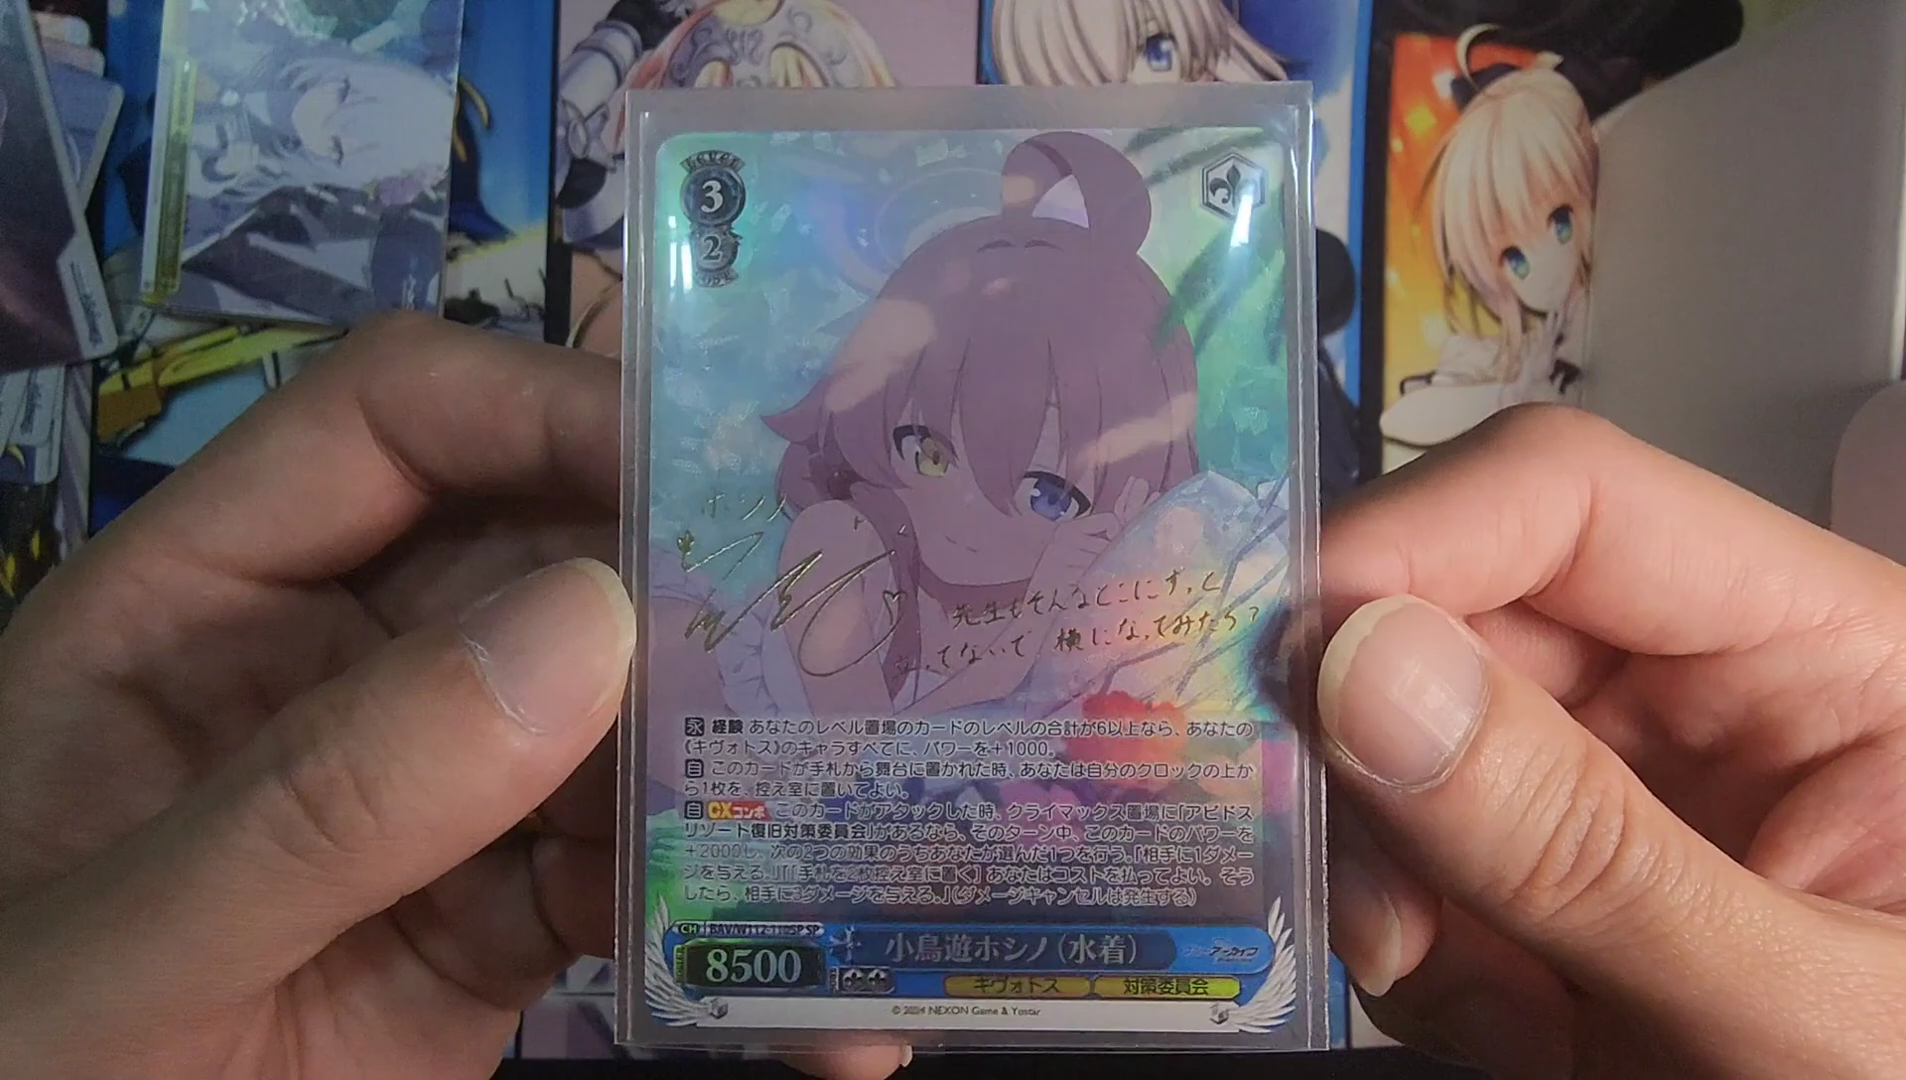 3
2
ホシノ
先生もそんなとこにずっと
立ってないで 横になってみたら?
永 経験 あなたのレベル置場のカードのレベルの合計が6以上なら、あなたの
《キヴォトス》のキャラすべてに、パワーを+1000。
自 このカードが手札から舞台に置かれた時、あなたは自分のクロックの上か
ら1枚を、控え室に置いてよい。
自 CXコンボ このカードがアタックした時、クライマックス置場に「アビドス
リゾート復旧対策委員会」があるなら、そのターン中、このカードのパワーを
+2000し、次の2つの効果のうちあなたが選んだ1つを行う。『相手に1ダメー
ジを与える。』『[手札を2枚控え室に置く] あなたはコストを払ってよい。そう
したら、相手に3ダメージを与える。』(ダメージキャンセルは発生する)
CH BAV/W112-110SP SP
8500
小鳥遊ホシノ(水着)
アーカイブ
キヴォトス 対策委員会
© 2024 NEXON Game & Yostar